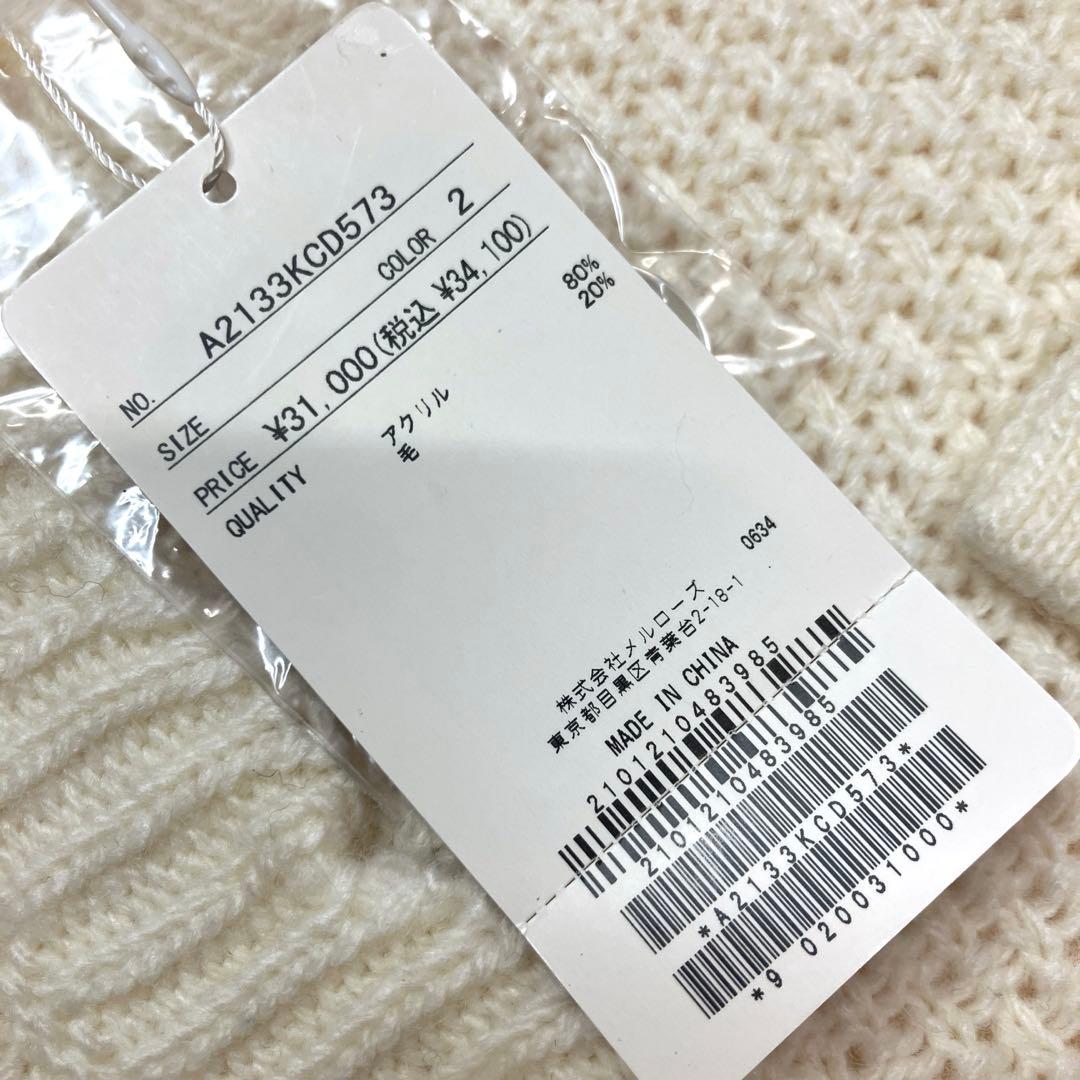 NO. A2133KCD573
SIZE COLOR 2
PRICE ¥31,000(税込 ¥34,100)
QUALITY
アクリル 80%
毛 20%
0634
株式会社メルローズ
東京都目黒区青葉台2-18-1
MADE IN CHINA
2101210483985
2101210483985
*A2133KCD573*
*9 020031000*